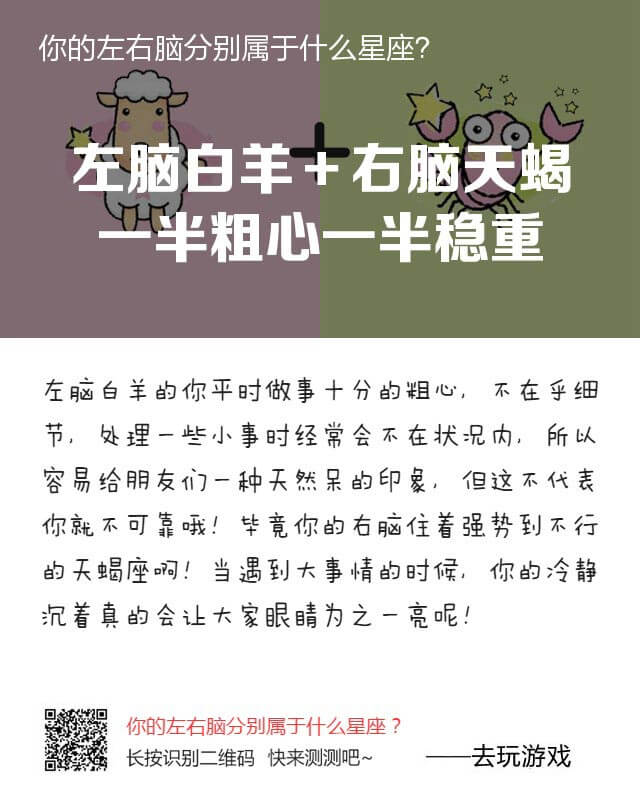 你的左右脑分别属于什么星座?
左脑白羊+右脑天蝎
一半粗心一半稳重
左脑白羊的你平时做事十分的粗心，不在乎细
节，处理一些小事时经常会不在状况内，所以
容易给朋友们一种天然呆的印象，但这不代表
你就不可靠哦！毕竟你的右脑住着强势到不行
的天蝎座啊！当遇到大事情的时候，你的冷静
沉着真的会让大家眼睛为之一亮呢！
你的左右脑分别属于什么星座？
长按识别二维码 快来测测吧~
——去玩游戏